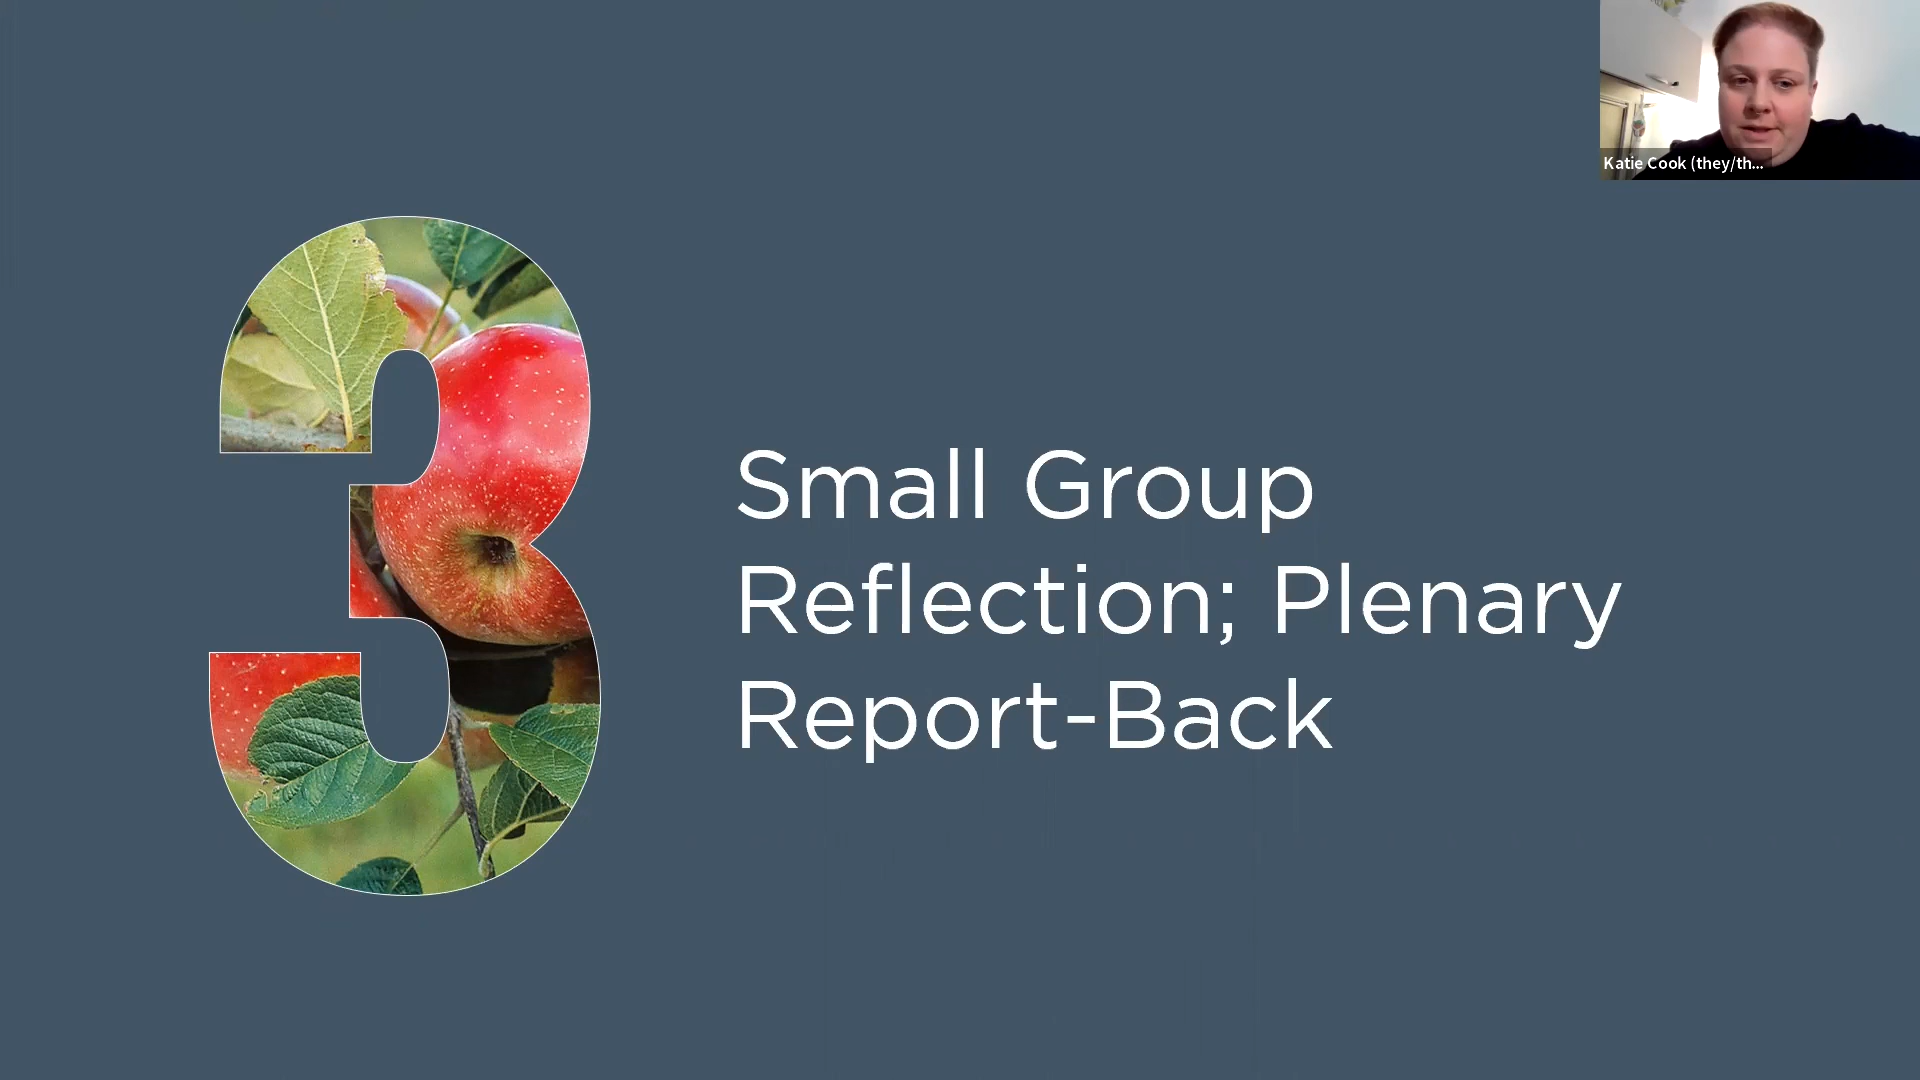 Katie Cook (they/th...
3
Small Group
Reflection; Plenary
Report-Back